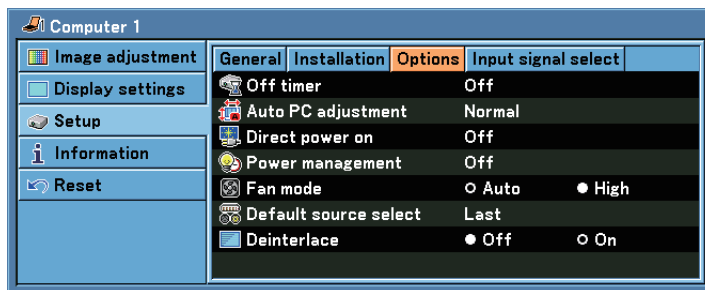 Computer 1
Image adjustment
Display settings
Setup
Information
Reset
General Installation Options Input signal select
Off timer Off
Auto PC adjustment Normal
Direct power on Off
Power management Off
Fan mode Auto High
Default source select Last
Deinterlace Off On